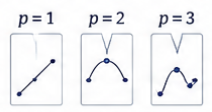 p = 1 p = 2 p = 3